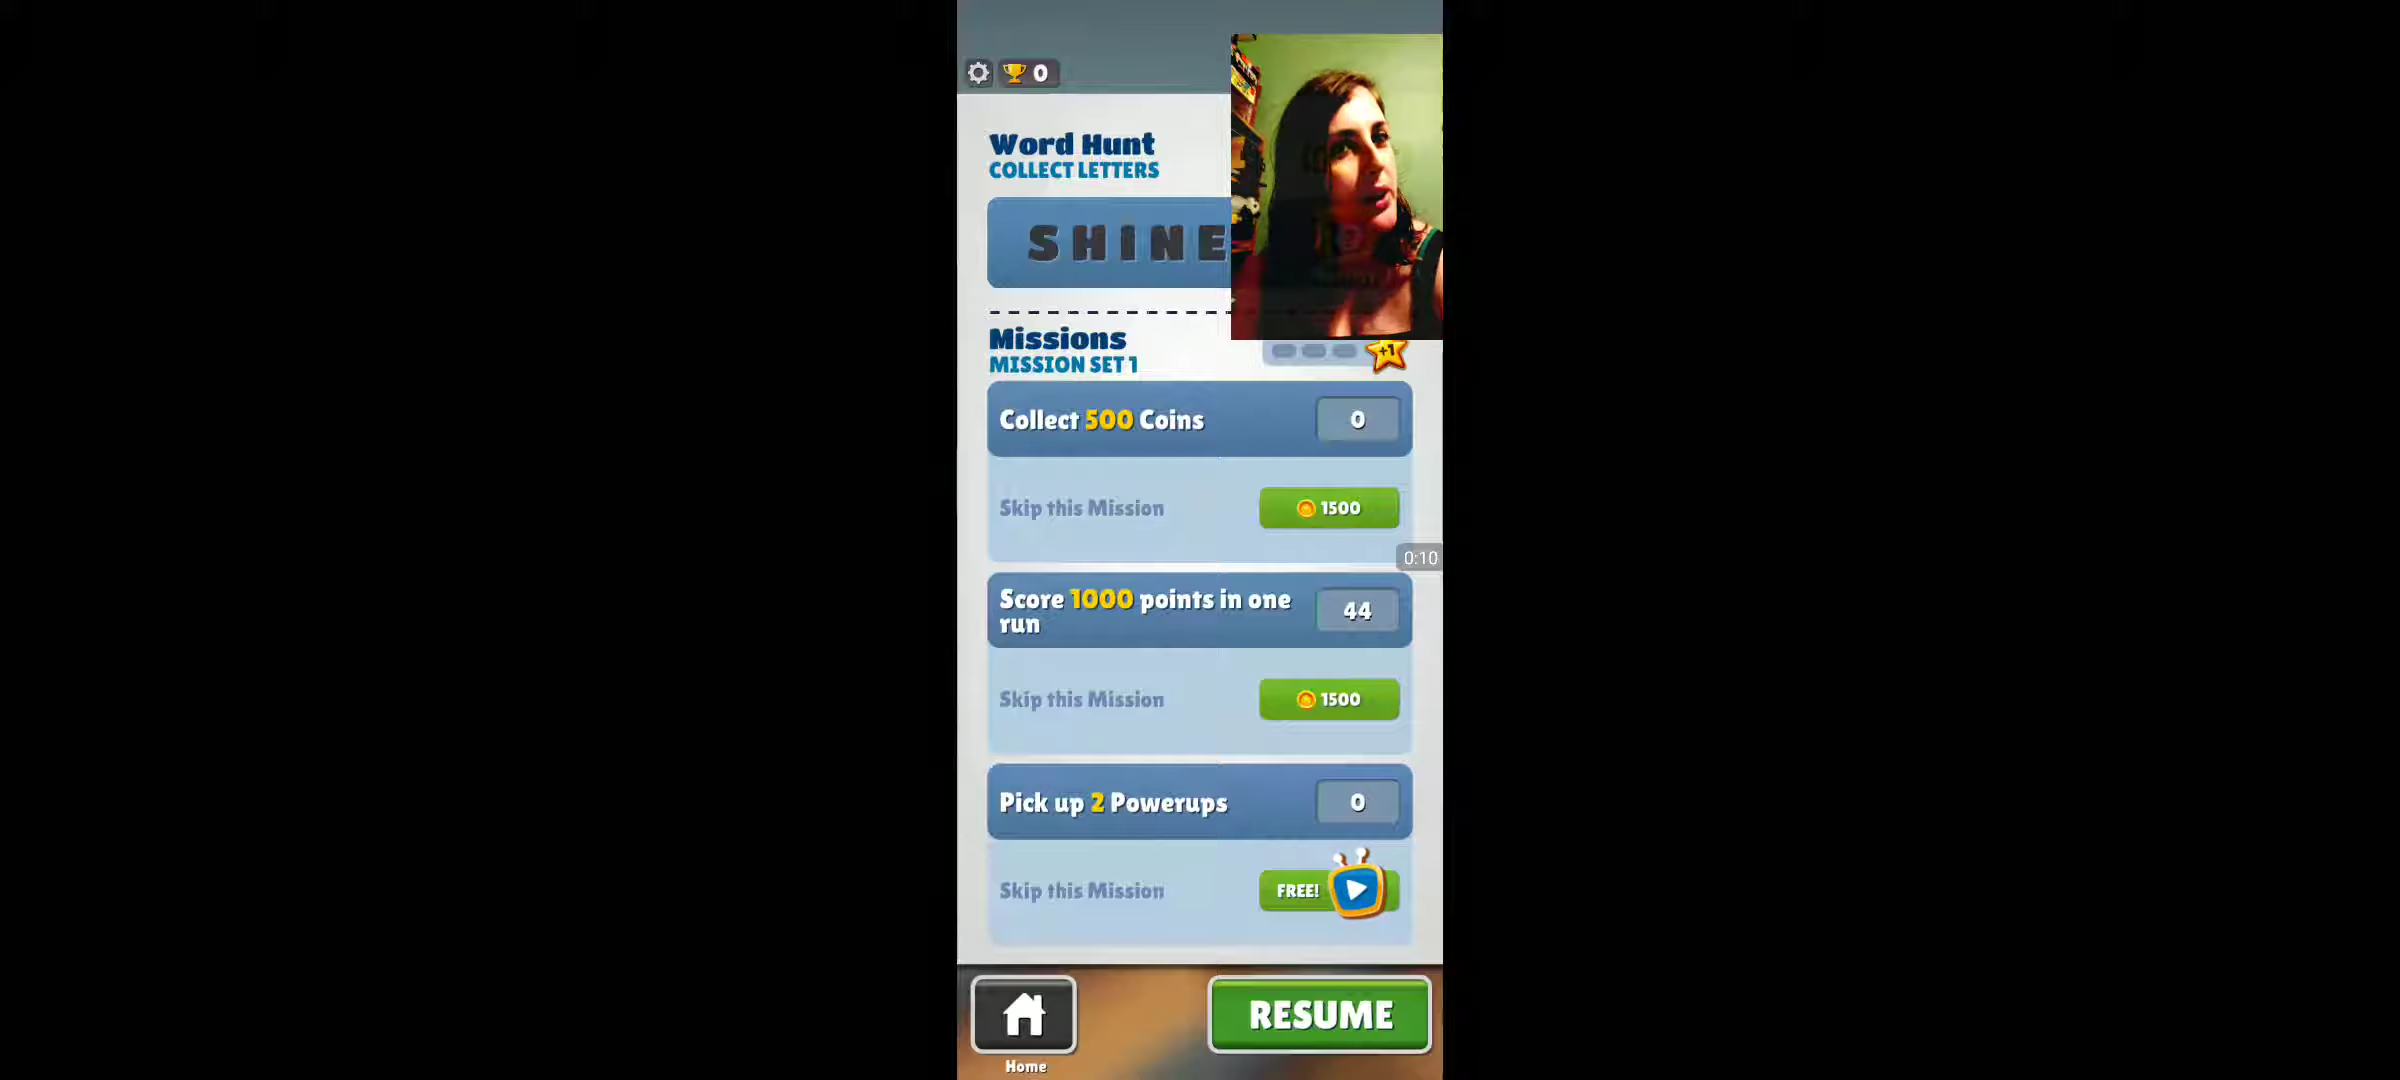 0
Word Hunt
COLLECT LETTERS
SHINE
Missions
MISSION SET 1
+1
Collect 500 Coins
0
Skip this Mission
1500
0:10
Score 1000 points in one
run
44
Skip this Mission
1500
Pick up 2 Powerups
0
Skip this Mission
FREE!
Home
RESUME